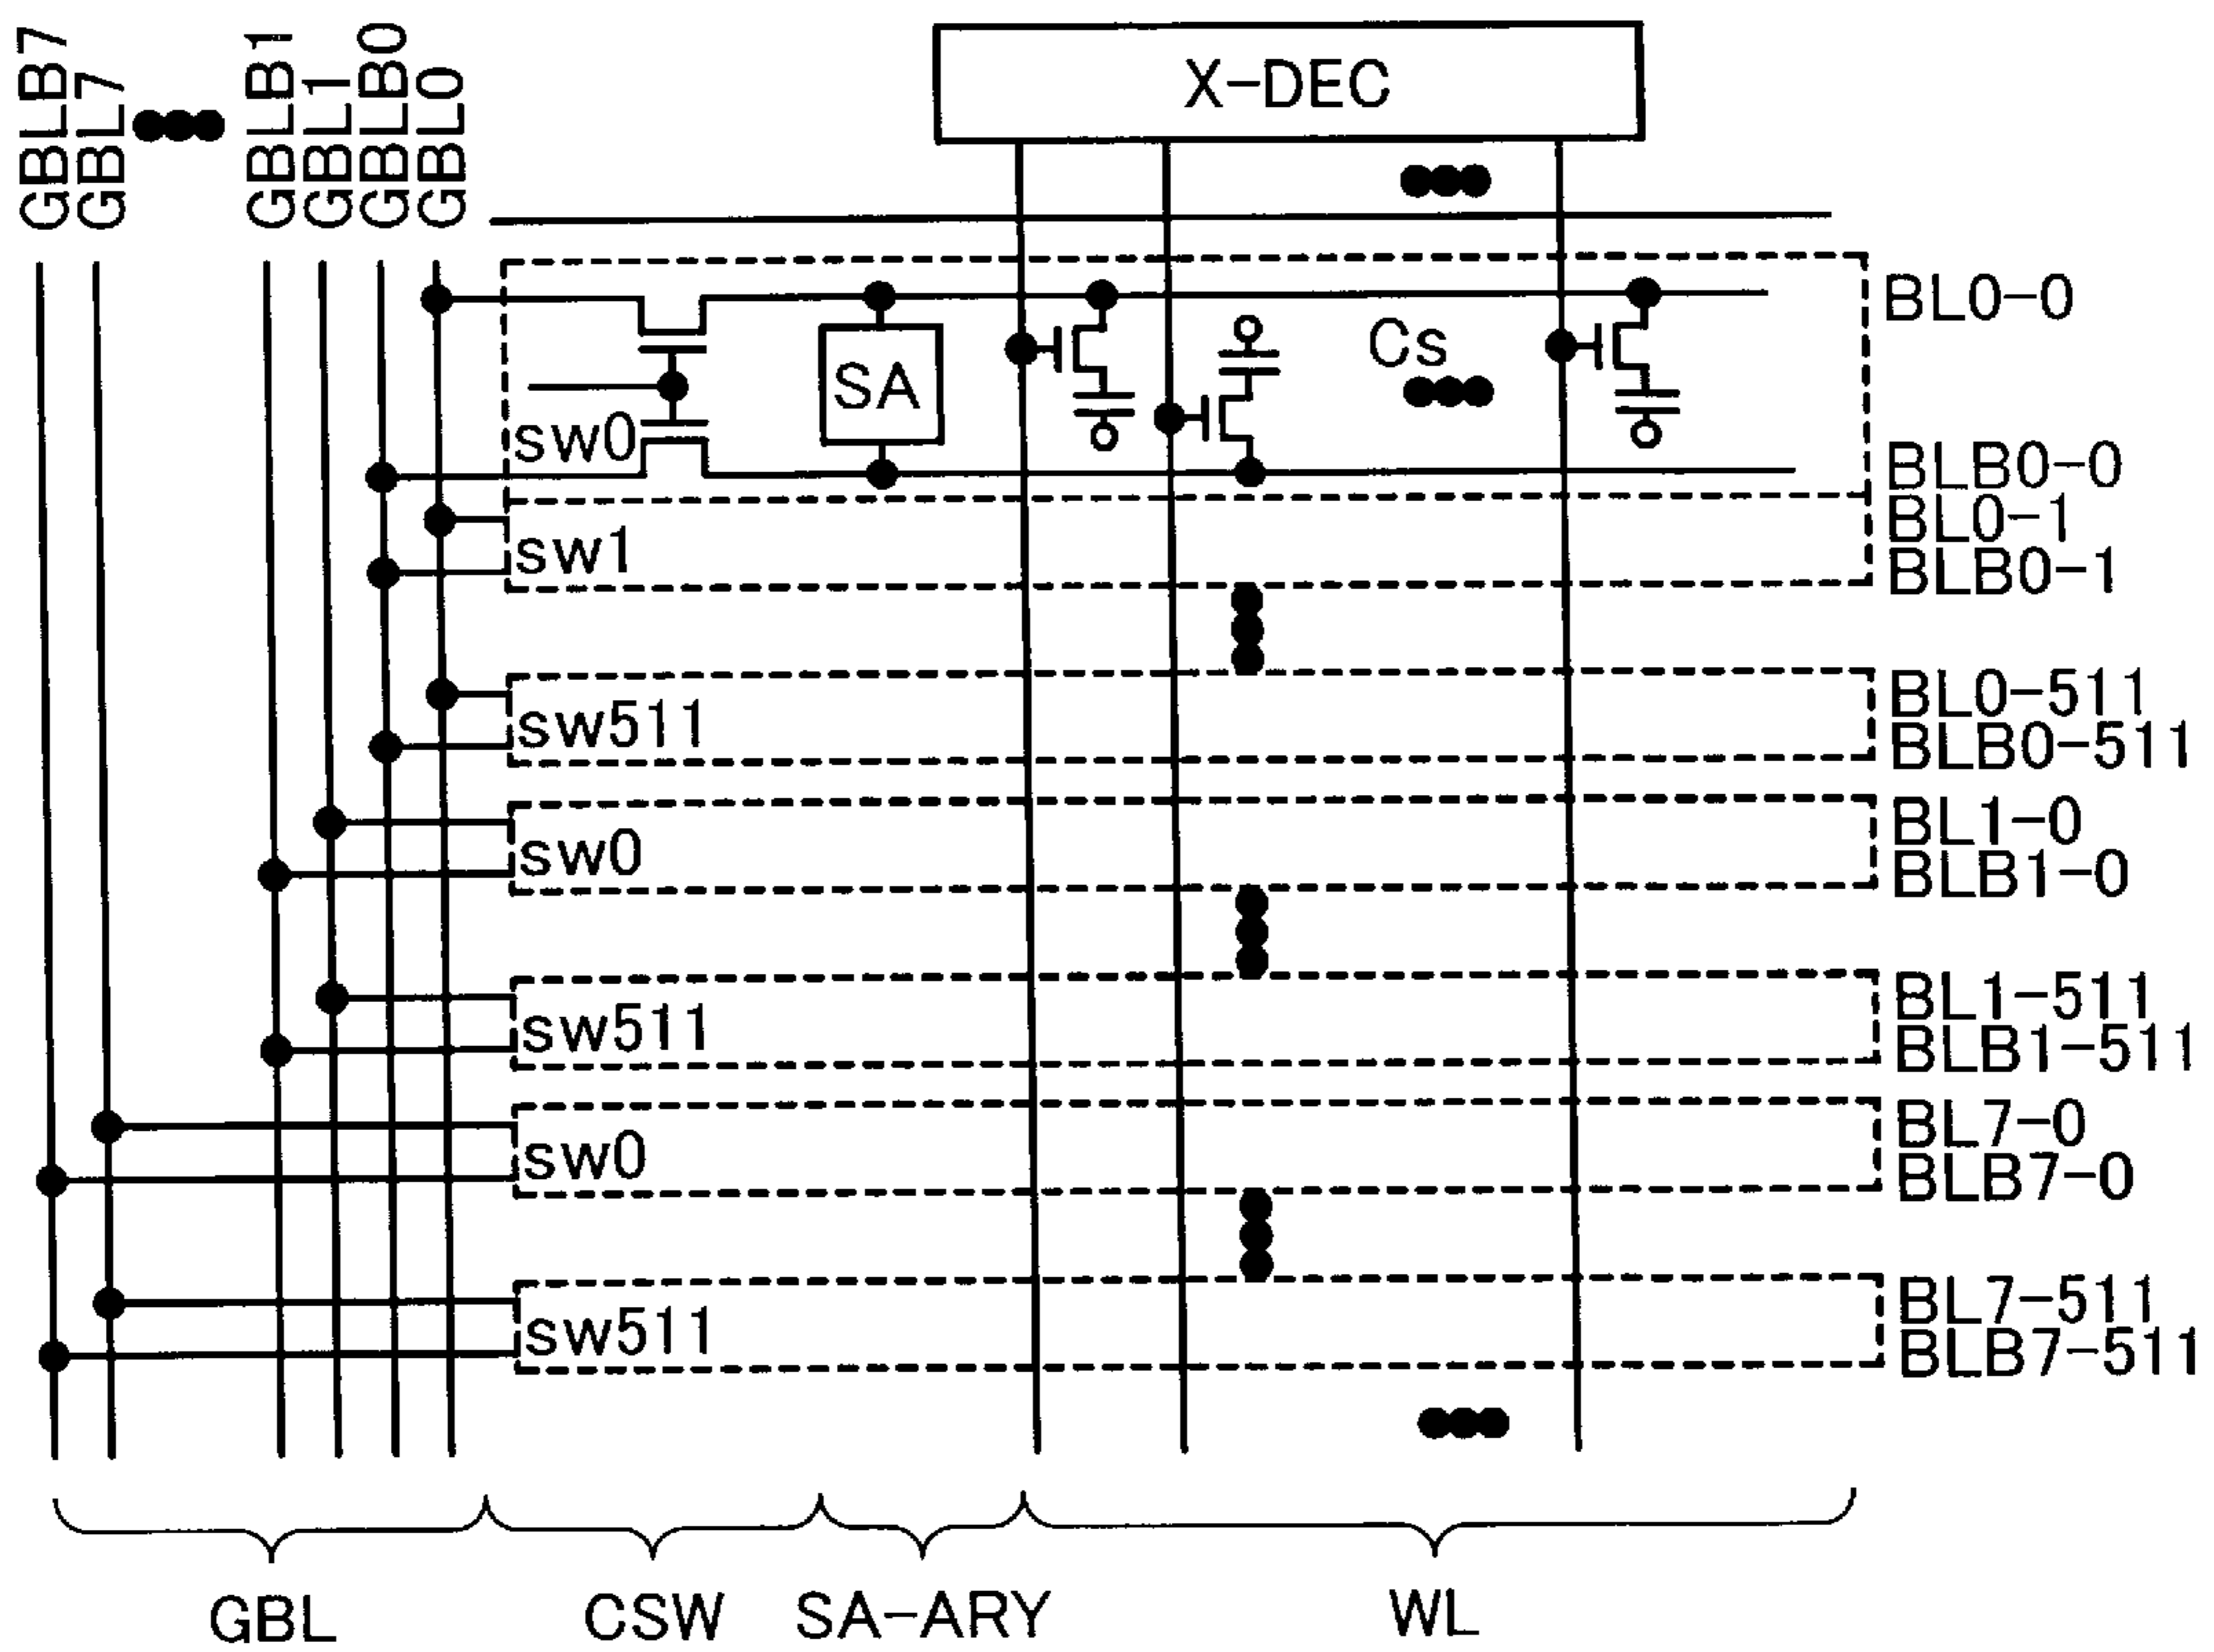 GBLB7
GBL7
GBLB1
GBL1
GBLB0
GBL0
X-DEC
BL0-0
Cs
SA
sw0
BLB0-0
BL0-1
sw1
BLB0-1
BL0-511
sw511
BLB0-511
BL1-0
sw0
BLB1-0
BL1-511
sw511
BLB1-511
BL7-0
sw0
BLB7-0
BL7-511
sw511
BLB7-511
GBL
CSW
SA-ARY
WL